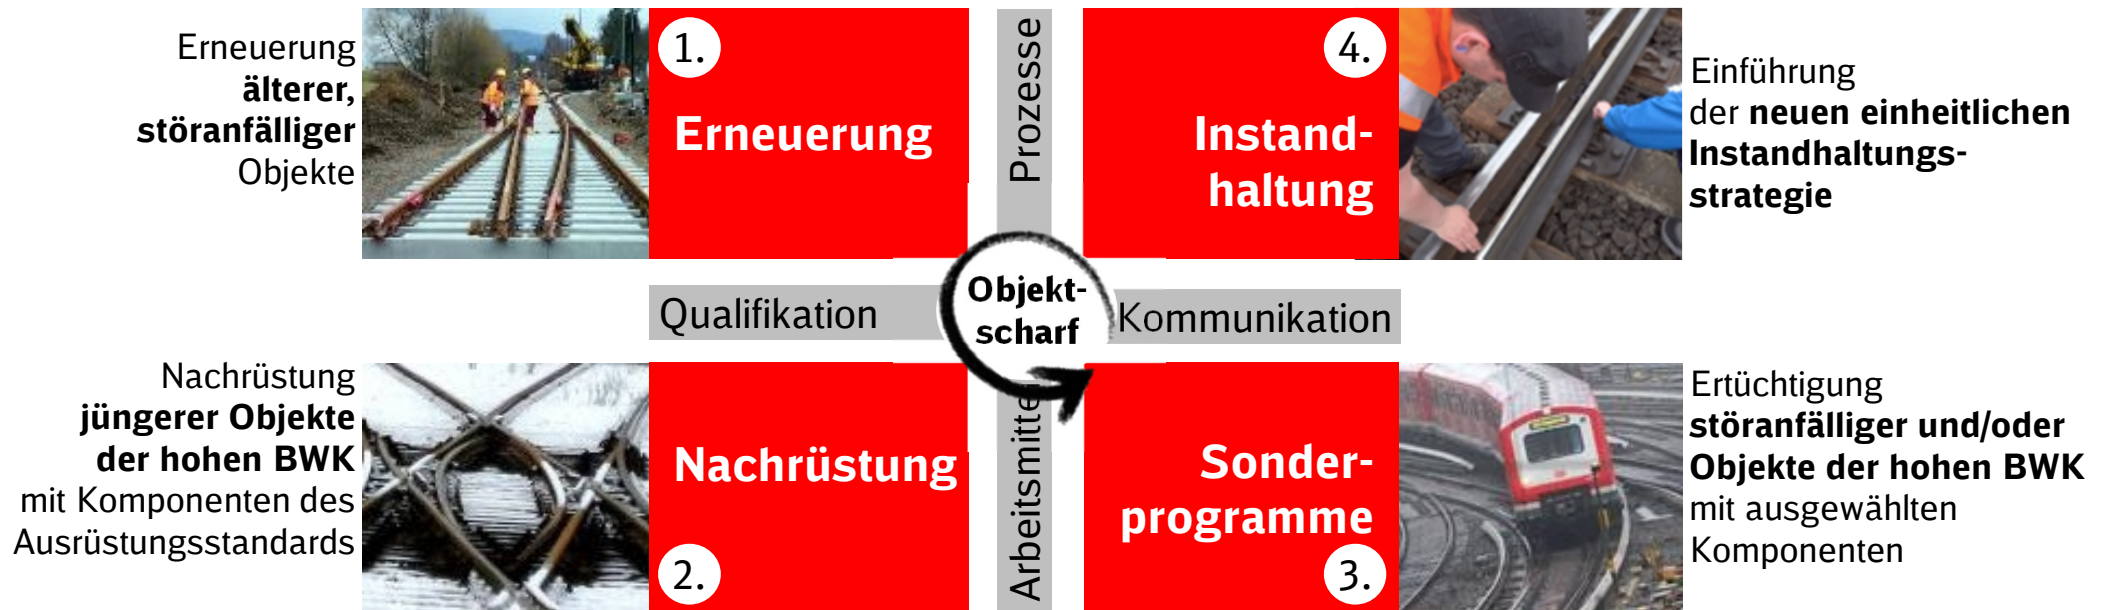 Erneuerung
älterer,
störanfälliger
Objekte
1.
Erneuerung
Prozesse
4.
Instand-
haltung
Einführung
der neuen einheitlichen
Instandhaltungs-
strategie
Qualifikation
Objekt-
scharf
Kommunikation
Nachrüstung
jüngerer Objekte
der hohen BWK
mit Komponenten des
Ausrüstungsstandards
Nachrüstung
2.
Arbeitsmittel
Sonder-
programme
3.
Ertüchtigung
störanfälliger und/oder
Objekte der hohen BWK
mit ausgewählten
Komponenten